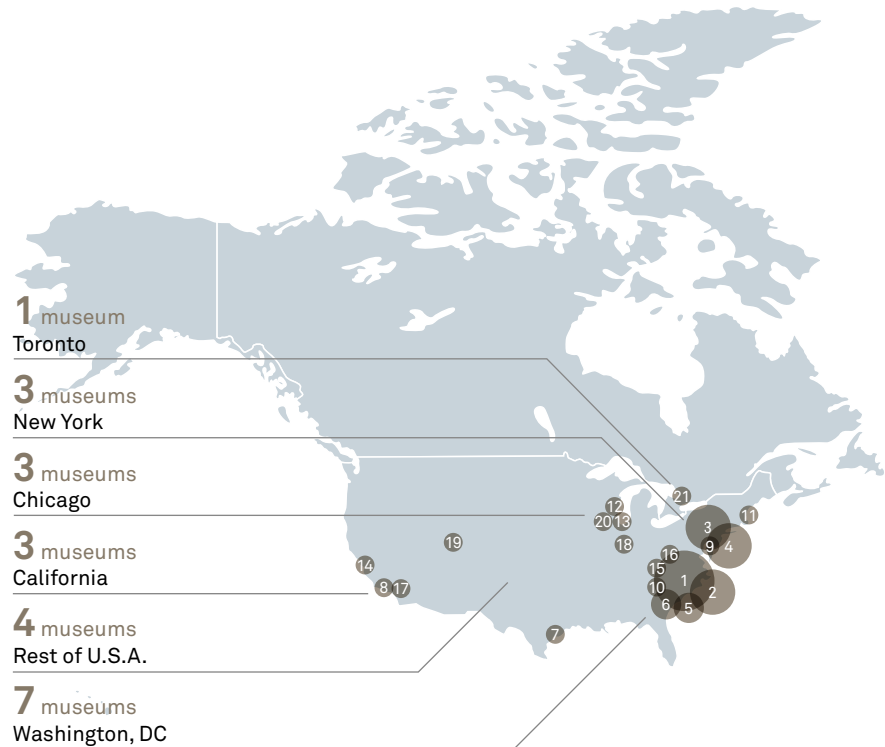 1 museum
Toronto
3 museums
New York
3 museums
Chicago
3 museums
California
4 museums
Rest of U.S.A.
7 museums
Washington, DC
21
12
20
13
11
3
19
18
9
4
16
14
15
1
8
17
10
2
6
5
7